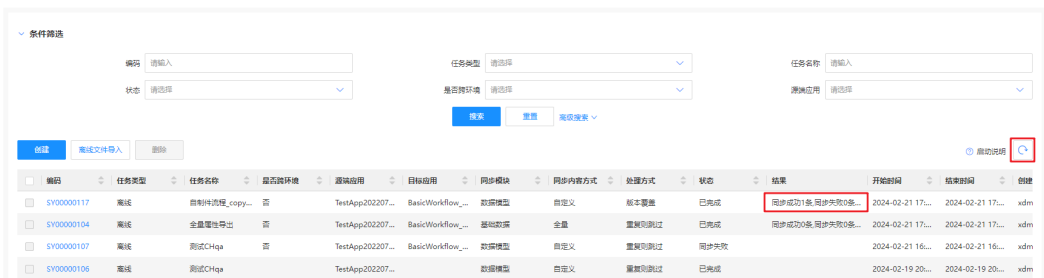 条件筛选
编码 请输入 任务类型 请选择 任务名称 请输入
状态 请选择 是否跨环境 请选择 源端应用 请选择
搜索 重置 高级搜索
创建 离线文件导入 删除 启动说明
编码 任务类型 任务名称 是否跨环境 源端应用 目标应用 同步模块 同步内容方式 处理方式 状态 结果 开始时间 结束时间 创建
SY00000117 离线 自制件流程_copy... 否 TestApp202207... BasicWorkflow_... 数据模型 自定义 版本覆盖 已完成 同步成功1条,同步失败0条... 2024-02-21 17:... 2024-02-21 17:... xdm
SY00000104 离线 全量属性导出 否 TestApp202207... BasicWorkflow_... 基础数据 全量 重复则跳过 已完成 同步成功0条,同步失败0条... 2024-02-21 17:... 2024-02-21 17:... xdm
SY00000107 离线 测试CHqa 否 TestApp202207... BasicWorkflow_... 数据模型 自定义 重复则跳过 同步失败 2024-02-21 16:... 2024-02-21 16:... xdm
SY00000106 离线 测试CHqa TestApp202207... 数据模型 自定义 重复则跳过 已完成 2024-02-19 20:... 2024-02-19 20:... xdm